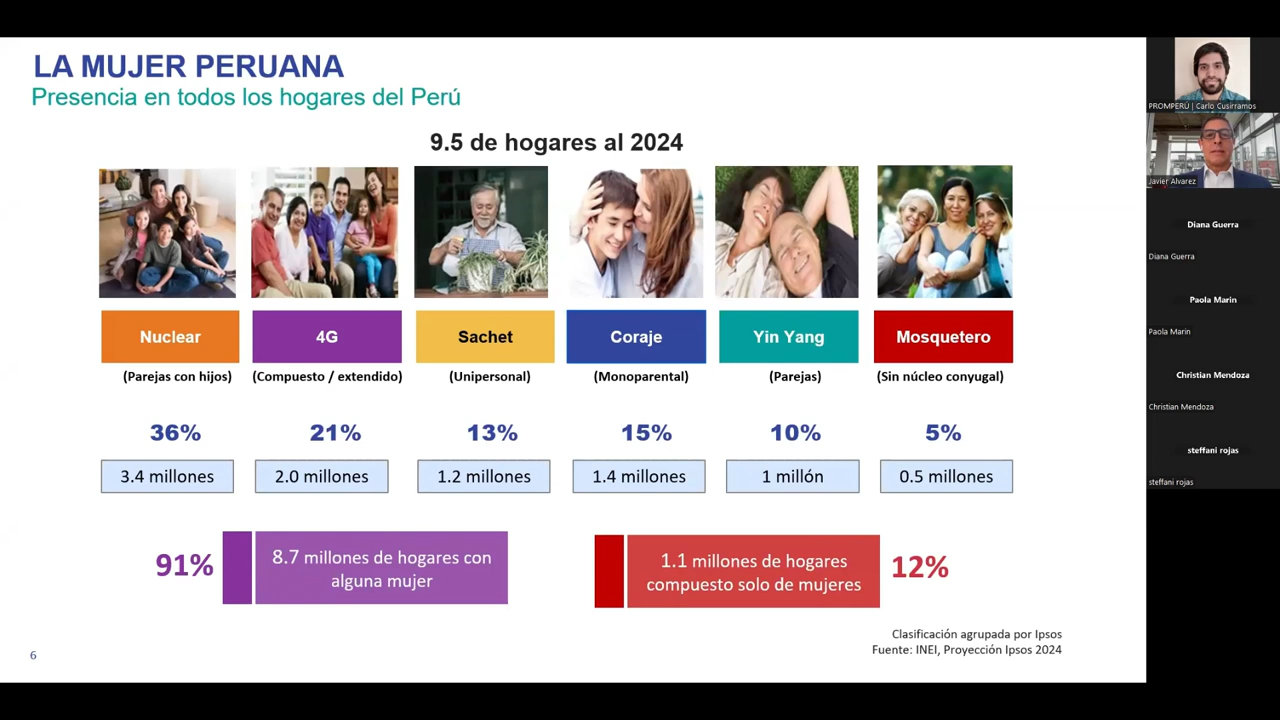 LA MUJER PERUANA
Presencia en todos los hogares del Perú
9.5 de hogares al 2024
Nuclear
4G
Sachet
Coraje
Yin Yang
Mosquetero
(Parejas con hijos)
(Compuesto / extendido)
(Unipersonal)
(Monoparental)
(Parejas)
(Sin núcleo conyugal)
36%
21%
13%
15%
10%
5%
3.4 millones
2.0 millones
1.2 millones
1.4 millones
1 millón
0.5 millones
91%
8.7 millones de hogares con
alguna mujer
1.1 millones de hogares
compuesto solo de mujeres
12%
Clasificación agrupada por Ipsos
Fuente: INEI, Proyección Ipsos 2024
6
PROMPERÚ | Carlo Cusirramos
Javier Alvarez
Diana Guerra
Diana Guerra
Paola Marin
Paola Marin
Christian Mendoza
Christian Mendoza
steffani rojas
steffani rojas